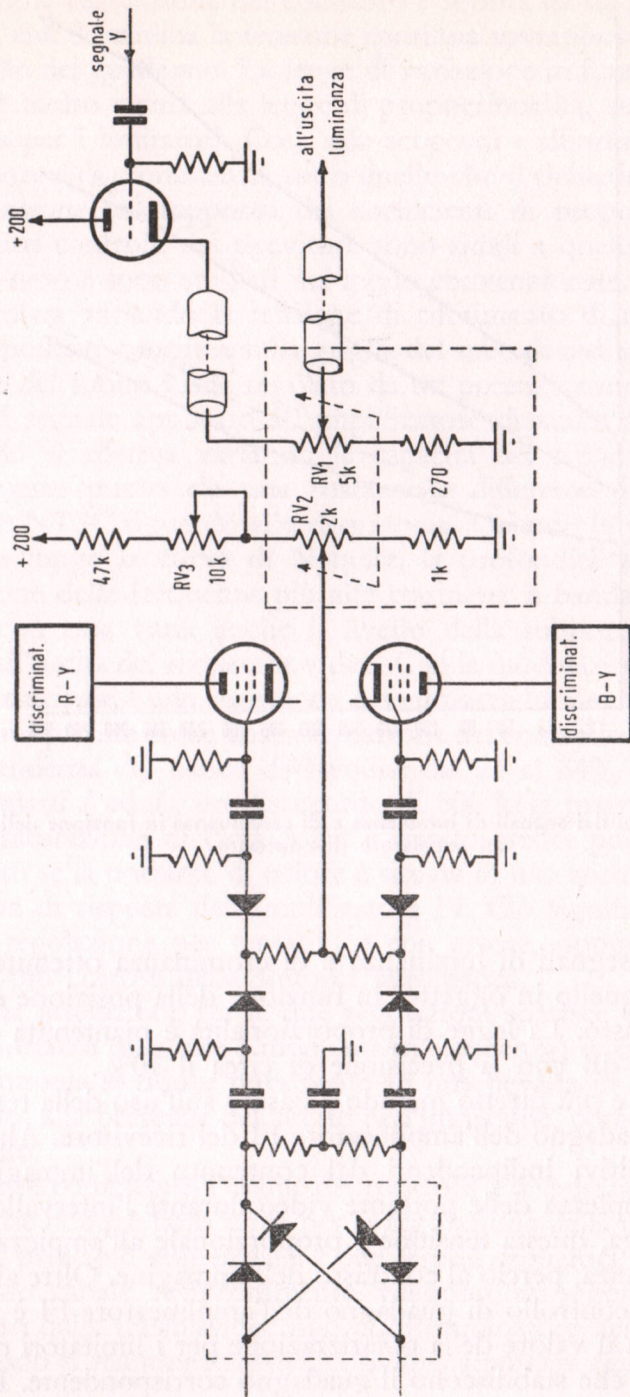 discriminat.
R-Y
discriminat.
B-Y
+200
47k
RV3
10k
RV2
2k
1k
RV1
5k
270
+200
segnale
Y
all'uscita
luminanza